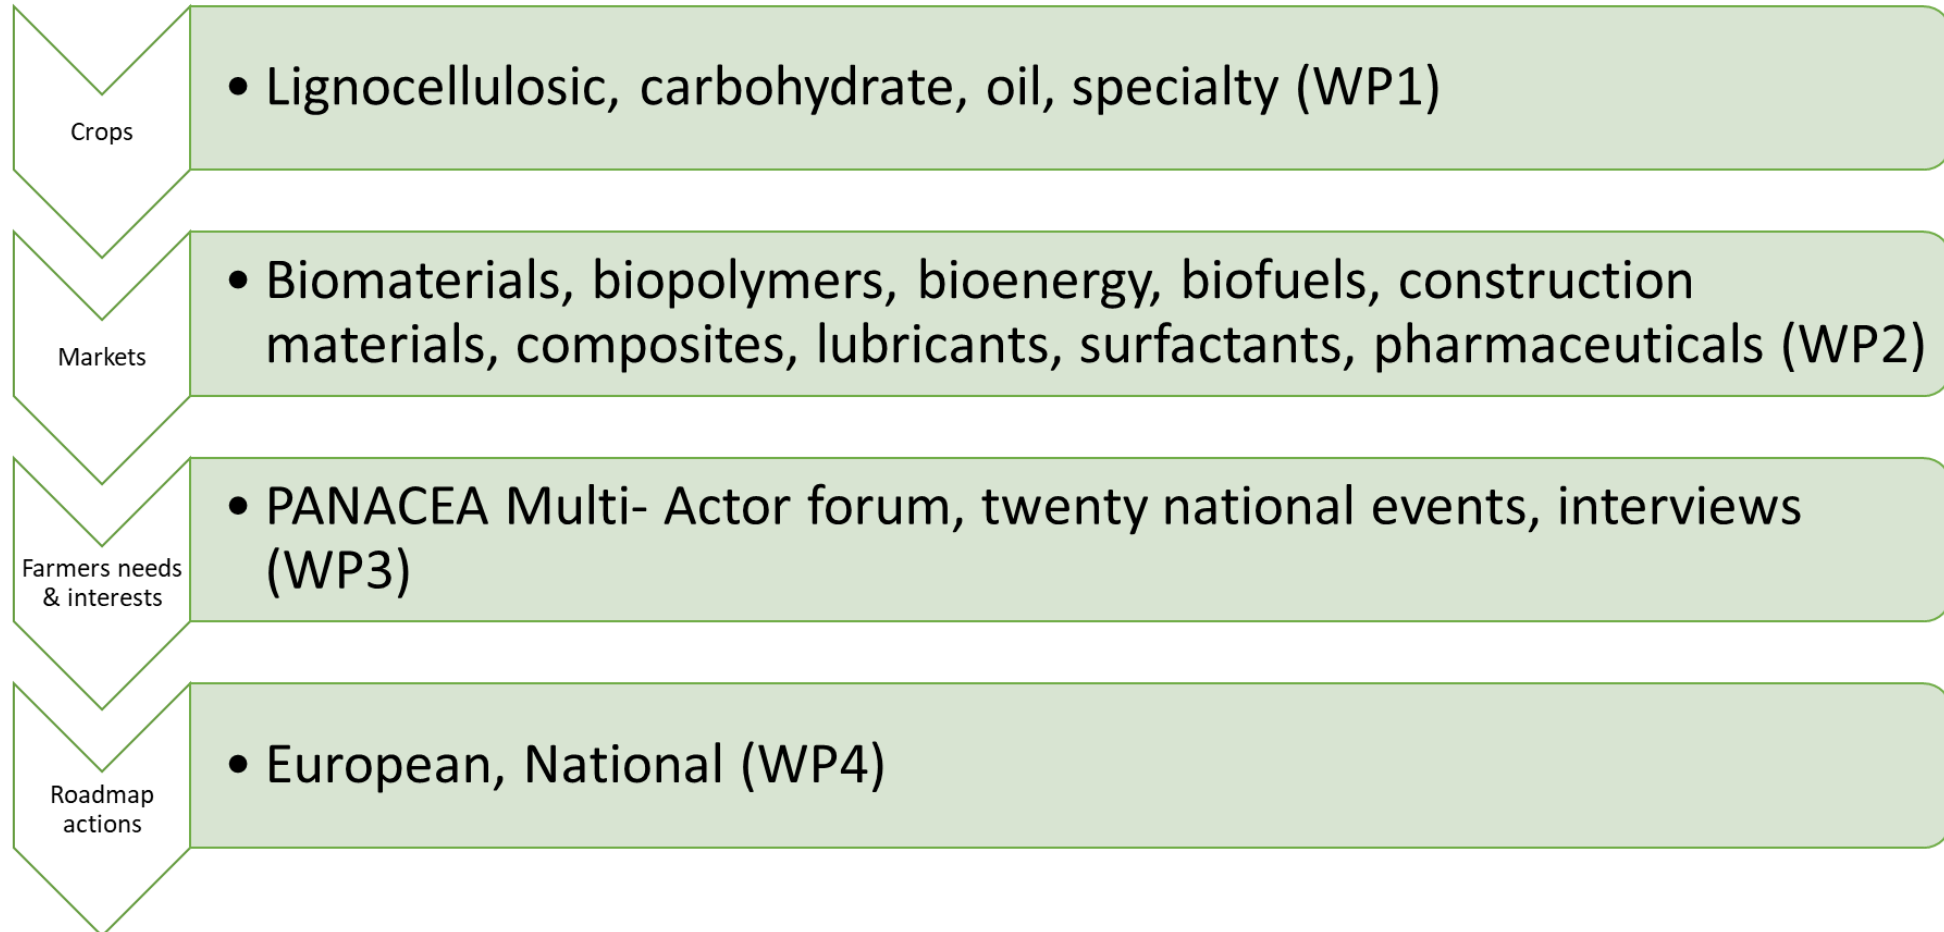 Crops
• Lignocellulosic, carbohydrate, oil, specialty (WP1)
Markets
• Biomaterials, biopolymers, bioenergy, biofuels, construction
materials, composites, lubricants, surfactants, pharmaceuticals (WP2)
Farmers needs
& interests
• PANACEA Multi- Actor forum, twenty national events, interviews
(WP3)
Roadmap
actions
• European, National (WP4)